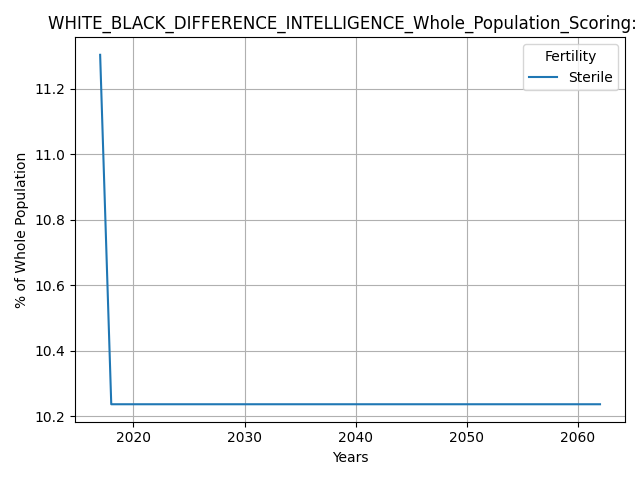 WHITE_BLACK_DIFFERENCE_INTELLIGENCE_Whole_Population_Scoring:
Fertility
Sterile
% of Whole Population
11.2
11.0
10.8
10.6
10.4
10.2
2020 2030 2040 2050 2060
Years